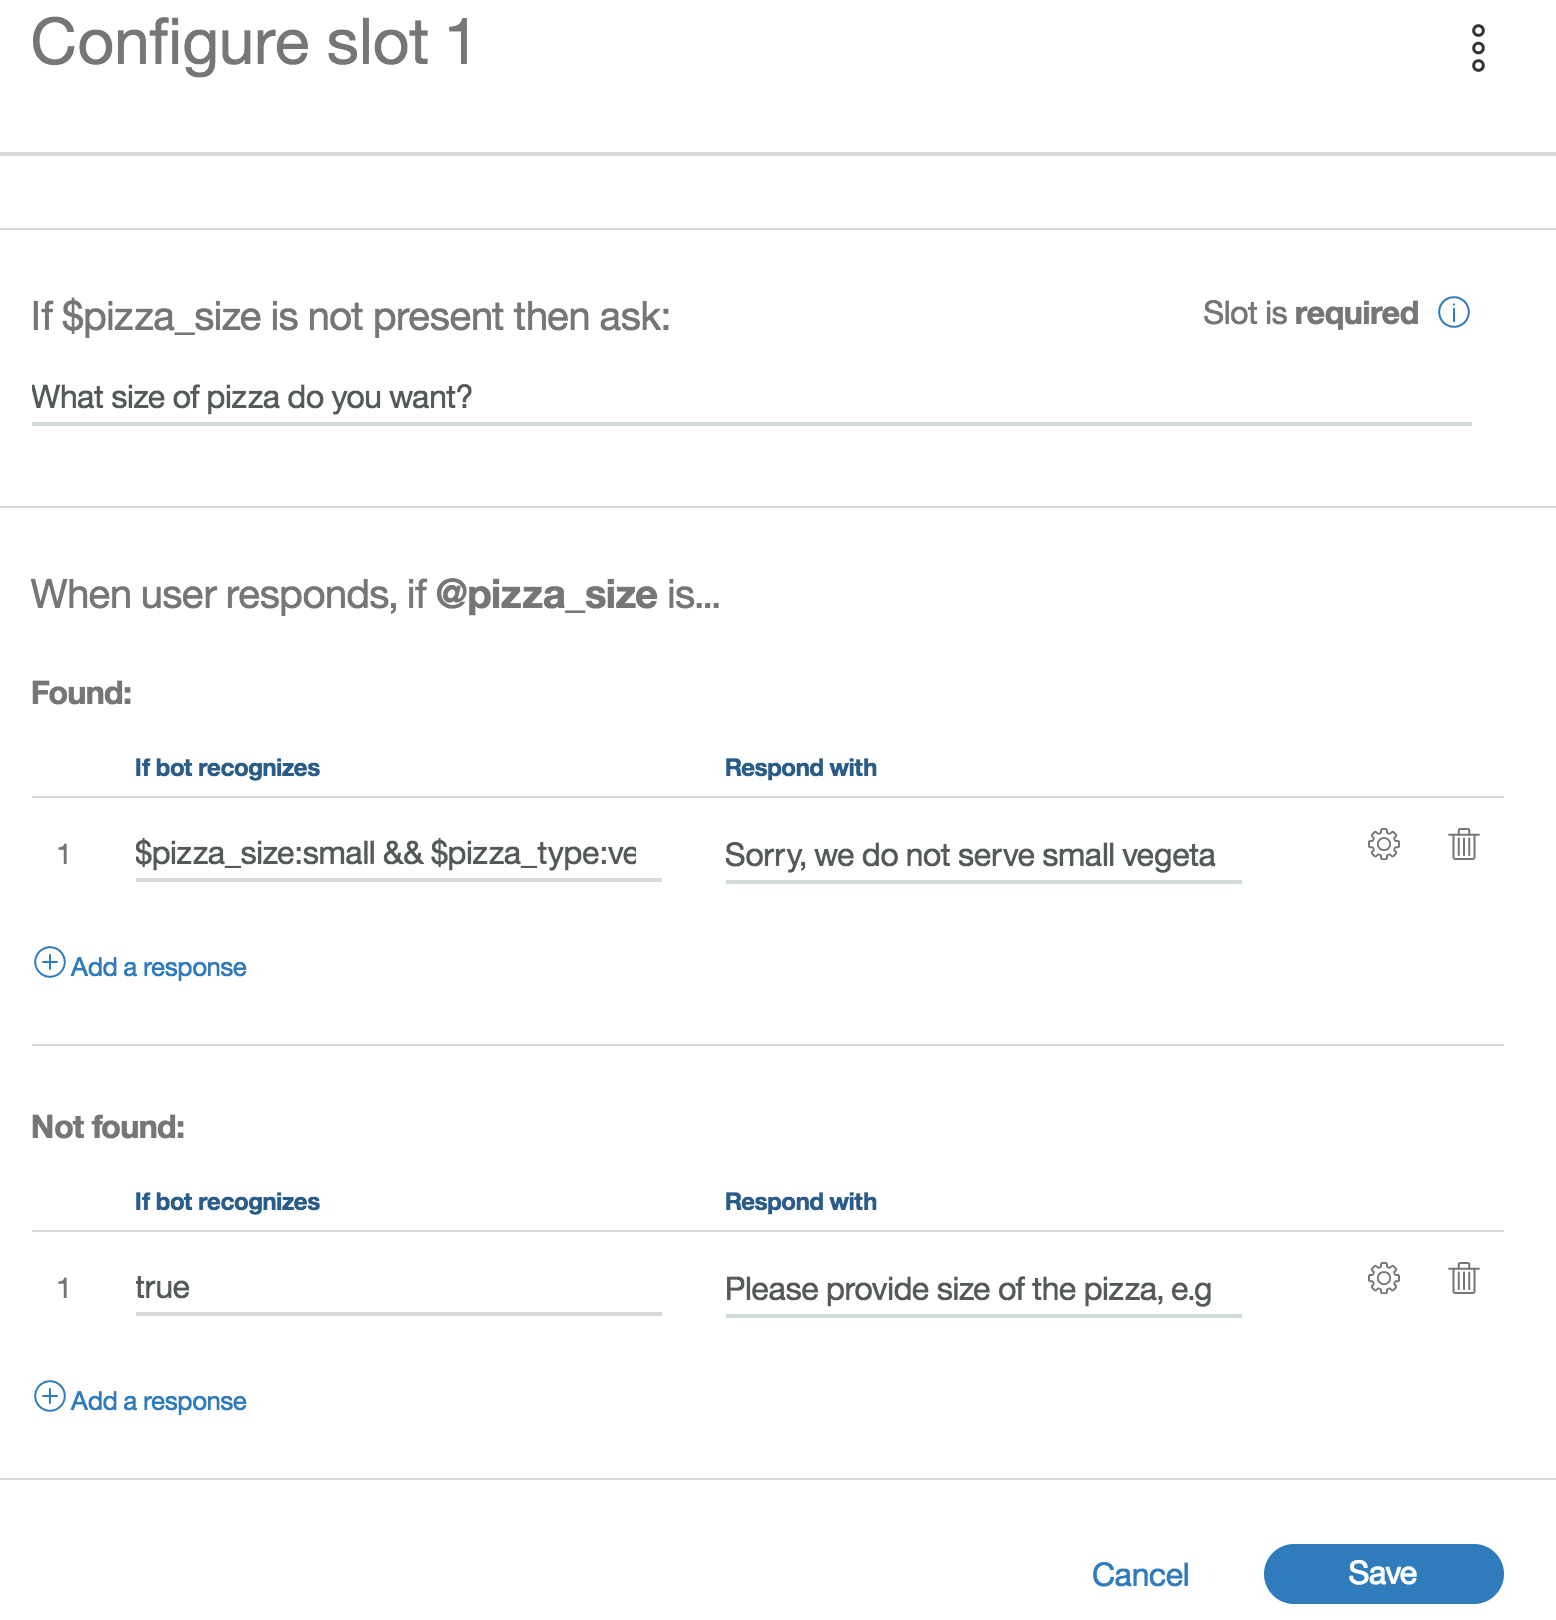 Configure slot 1
If $pizza_size is not present then ask:
Slot is required
What size of pizza do you want?
When user responds, if @pizza_size is...
Found:
If bot recognizes Respond with
1 $pizza_size:small && $pizza_type:ve Sorry, we do not serve small vegeta
Add a response
Not found:
If bot recognizes Respond with
1 true Please provide size of the pizza, e.g
Add a response
Cancel Save